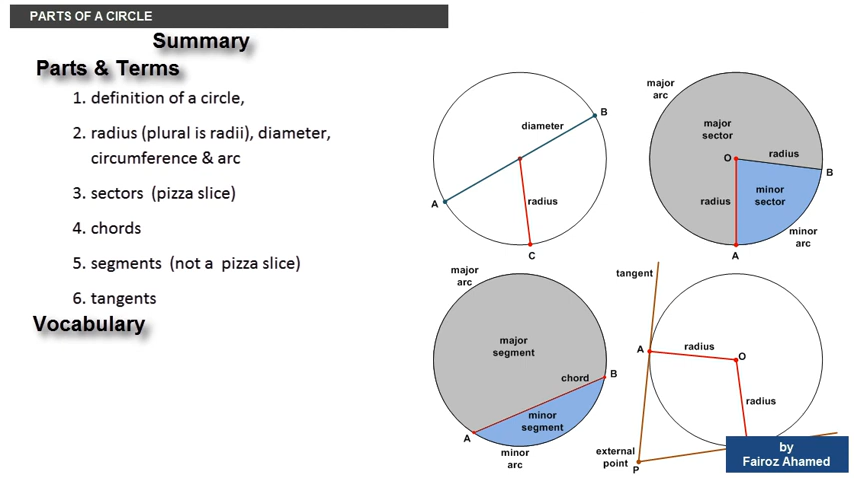 PARTS OF A CIRCLE
Summary
Parts & Terms
1. definition of a circle,
2. radius (plural is radii), diameter,
circumference & arc
3. sectors (pizza slice)
4. chords
5. segments (not a pizza slice)
6. tangents
Vocabulary
diameter
B
A
radius
C
major
arc
major
sector
O
radius
B
radius
minor
sector
minor
arc
A
major
arc
major
segment
chord
B
minor
segment
A
minor
arc
tangent
A
radius
O
radius
external
point
P
by
Fairoz Ahamed